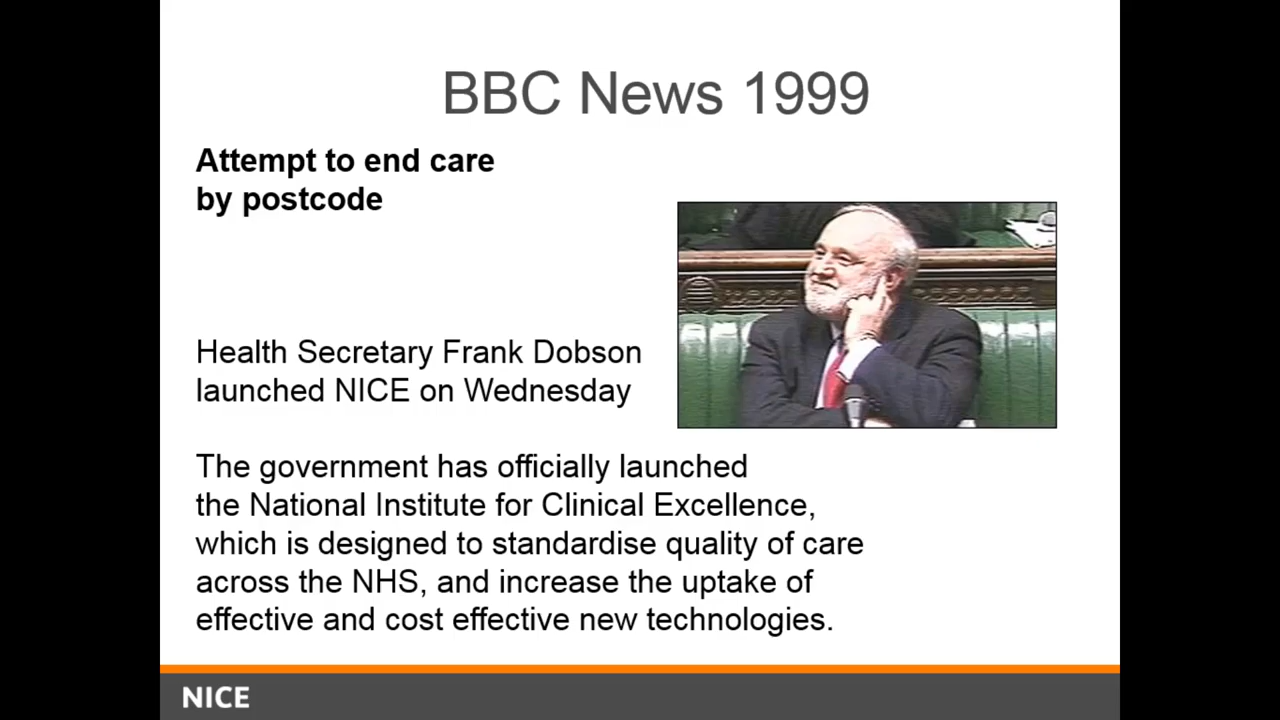 BBC News 1999
Attempt to end care
by postcode
Health Secretary Frank Dobson
launched NICE on Wednesday
The government has officially launched
the National Institute for Clinical Excellence,
which is designed to standardise quality of care
across the NHS, and increase the uptake of
effective and cost effective new technologies.
NICE